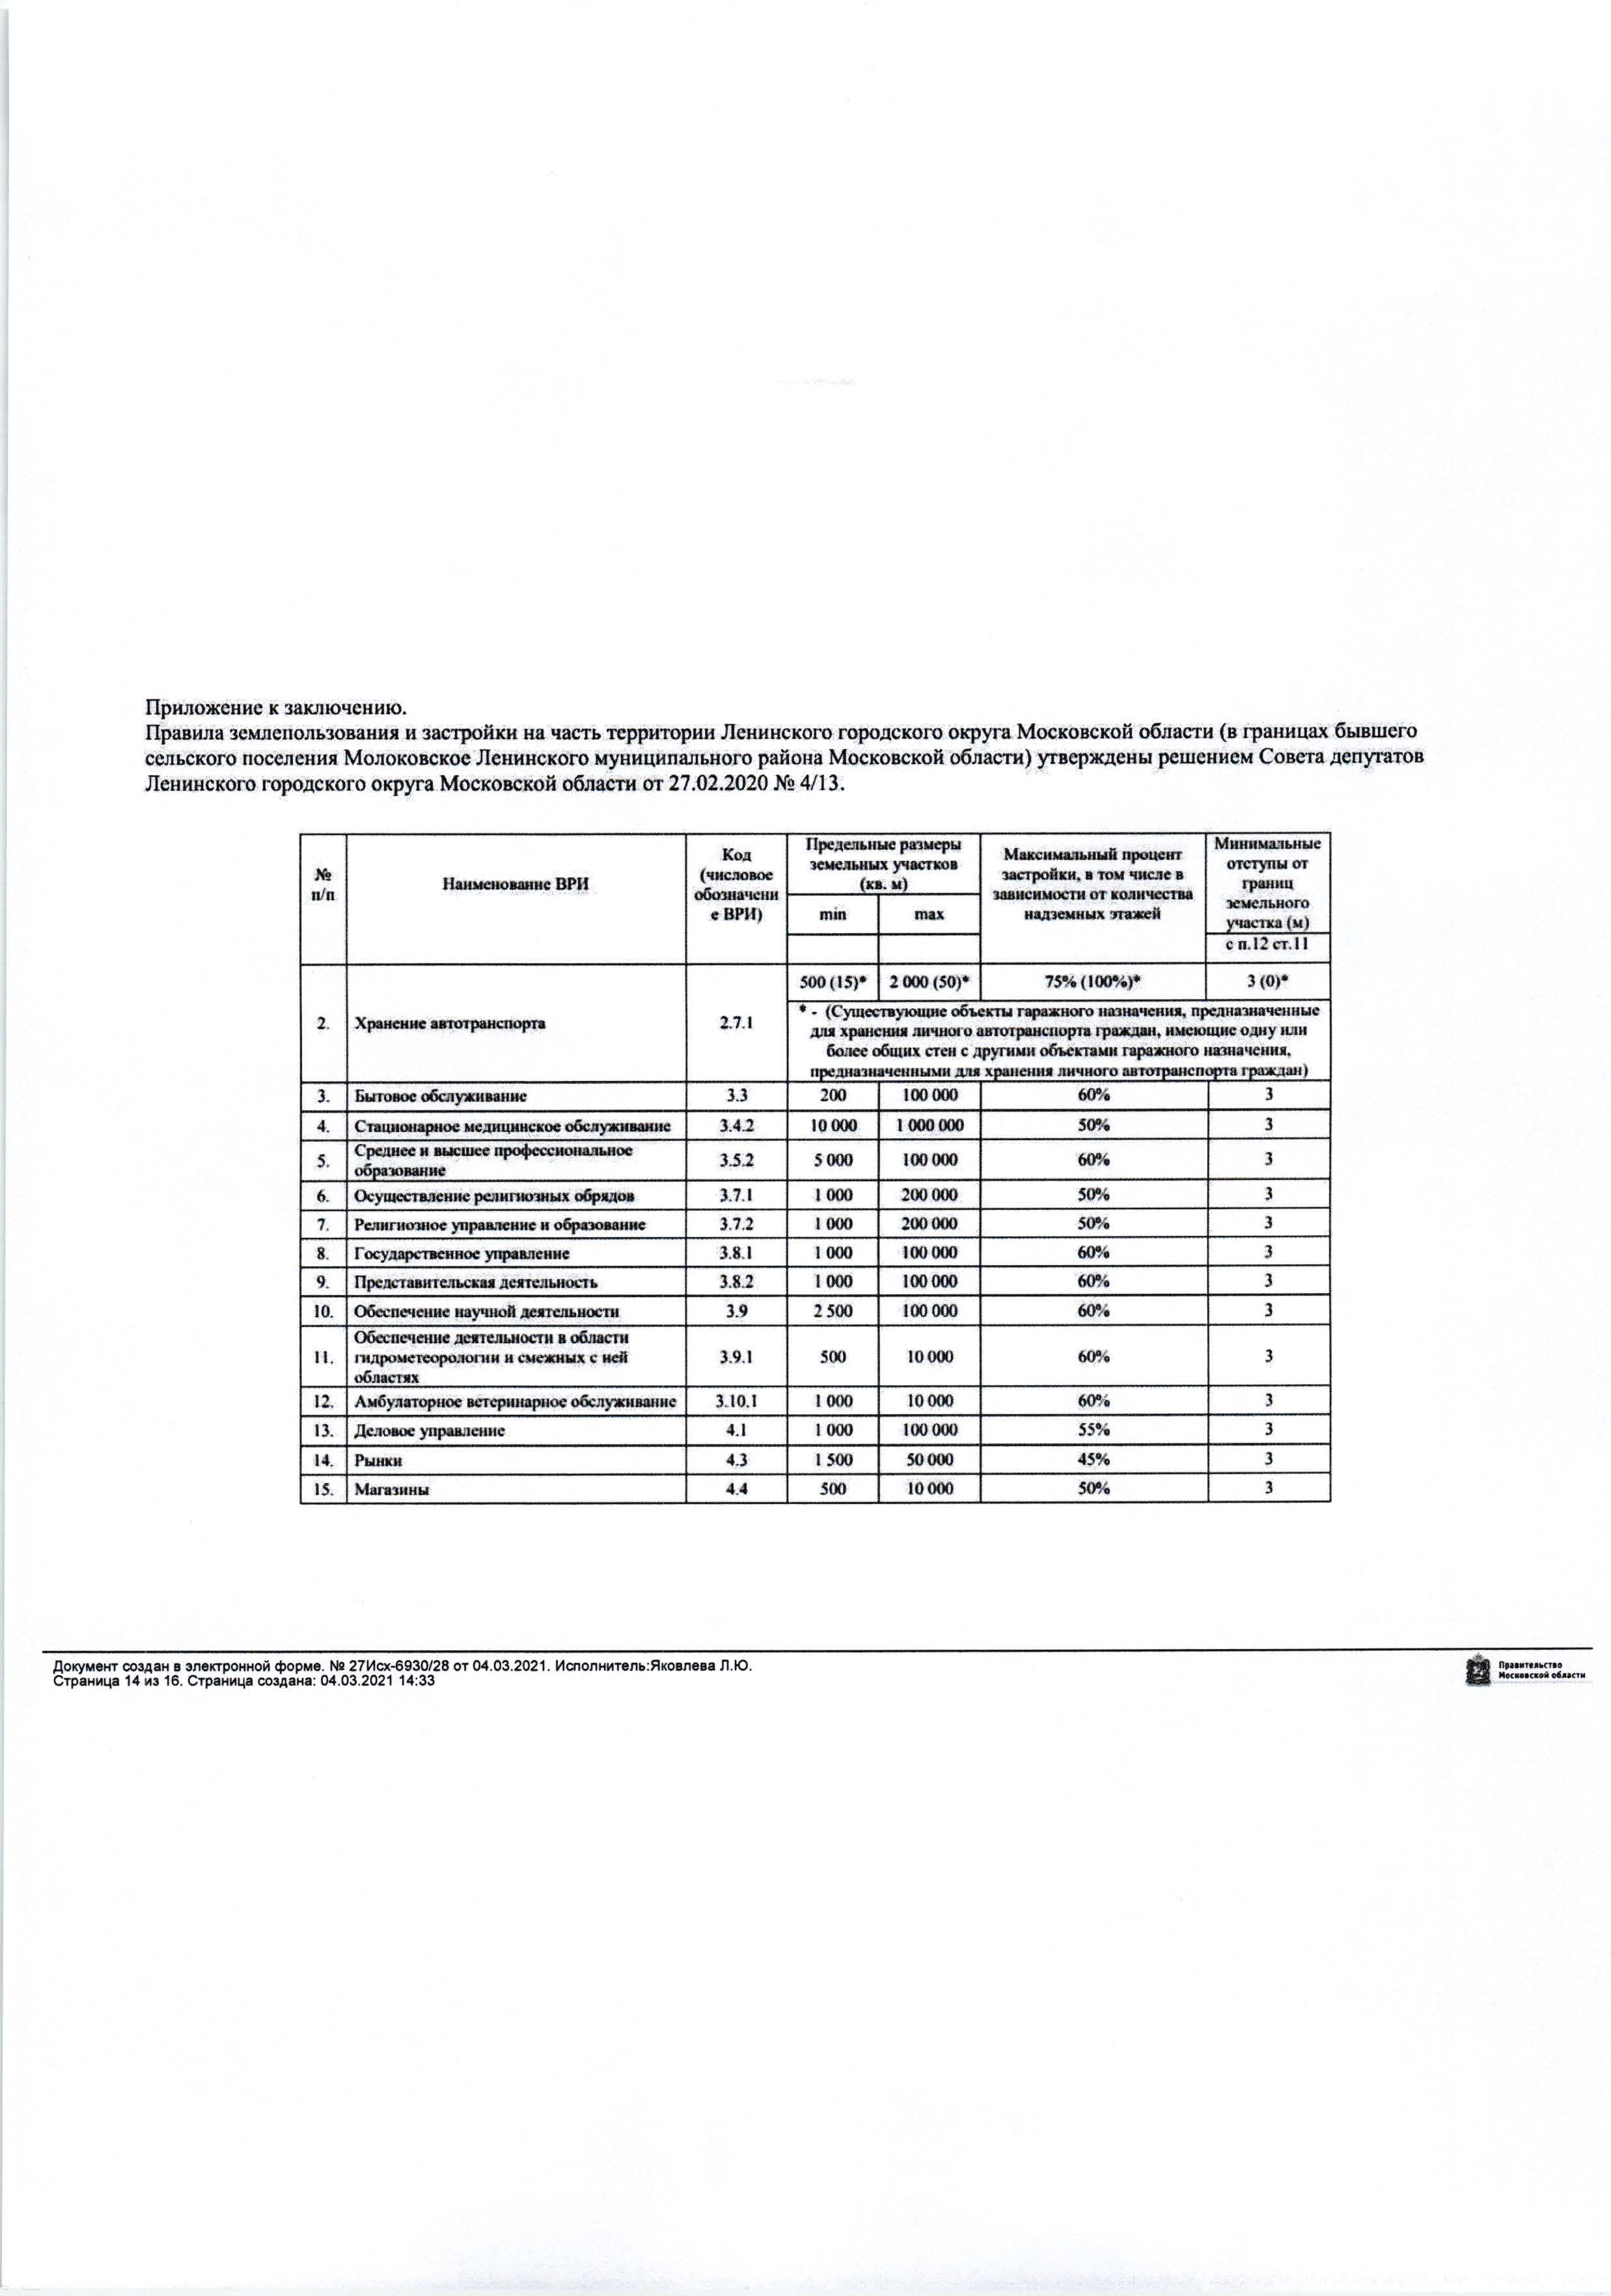 Приложение к заключению.
Правила землепользования и застройки на часть территории Ленинского городского округа Московской области (в границах бывшего
сельского поселения Молоковское Ленинского муниципального района Московской области) утверждены решением Совета депутатов
Ленинского городского округа Московской области от 27.02.2020 № 4/13.
№
п/п
Наименование ВРИ
Код
(числовое
обозначени
е ВРИ)
Предельные размеры
земельных участков
(кв. м)
min
max
Максимальный процент
застройки, в том числе в
зависимости от количества
надземных этажей
Минимальные
отступы от
границ
земельного
участка (м)
с п.12 ст.11
2. Хранение автотранспорта 2.7.1 500 (15)* 2 000 (50)* 75% (100%)* 3 (0)*
* - (Существующие объекты гаражного назначения, предназначенные
для хранения личного автотранспорта граждан, имеющие одну или
более общих стен с другими объектами гаражного назначения,
предназначенными для хранения личного автотранспорта граждан)
3. Бытовое обслуживание 3.3 200 100 000 60% 3
4. Стационарное медицинское обслуживание 3.4.2 10 000 1 000 000 50% 3
5. Среднее и высшее профессиональное
образование 3.5.2 5 000 100 000 60% 3
6. Осуществление религиозных обрядов 3.7.1 1 000 200 000 50% 3
7. Религиозное управление и образование 3.7.2 1 000 200 000 50% 3
8. Государственное управление 3.8.1 1 000 100 000 60% 3
9. Представительская деятельность 3.8.2 1 000 100 000 60% 3
10. Обеспечение научной деятельности 3.9 2 500 100 000 60% 3
11. Обеспечение деятельности в области
гидрометеорологии и смежных с ней
областях 3.9.1 500 10 000 60% 3
12. Амбулаторное ветеринарное обслуживание 3.10.1 1 000 10 000 60% 3
13. Деловое управление 4.1 1 000 100 000 55% 3
14. Рынки 4.3 1 500 50 000 45% 3
15. Магазины 4.4 500 10 000 50% 3
Документ создан в электронной форме. № 27Исх-6930/28 от 04.03.2021. Исполнитель:Яковлева Л.Ю.
Страница 14 из 16. Страница создана: 04.03.2021 14:33
Правительство
Московской области